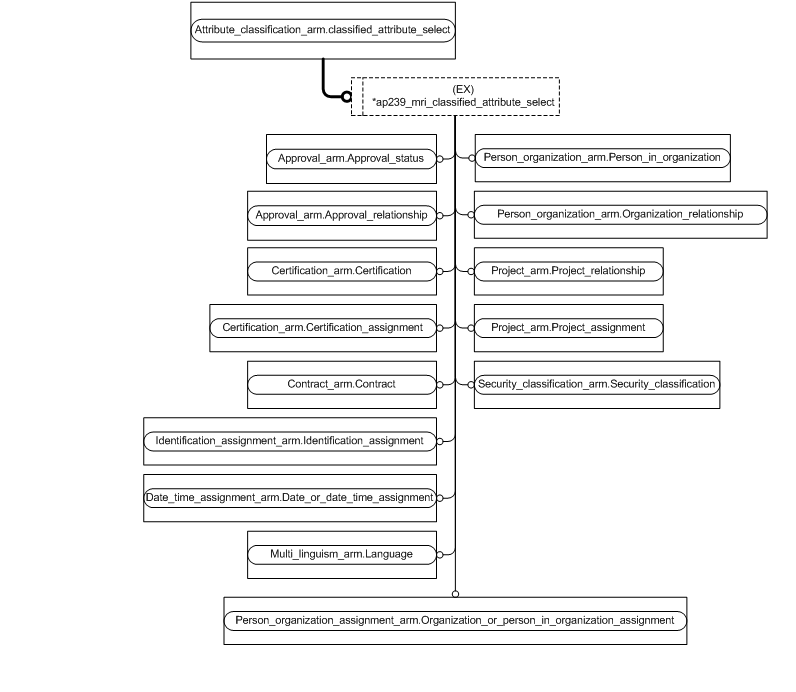 Attribute_classification_arm.classified_attribute_select
(EX)
*ap239_mri_classified_attribute_select
Approval_arm.Approval_status
Person_organization_arm.Person_in_organization
Approval_arm.Approval_relationship
Person_organization_arm.Organization_relationship
Certification_arm.Certification
Project_arm.Project_relationship
Certification_arm.Certification_assignment
Project_arm.Project_assignment
Contract_arm.Contract
Security_classification_arm.Security_classification
Identification_assignment_arm.Identification_assignment
Date_time_assignment_arm.Date_or_date_time_assignment
Multi_linguism_arm.Language
Person_organization_assignment_arm.Organization_or_person_in_organization_assignment